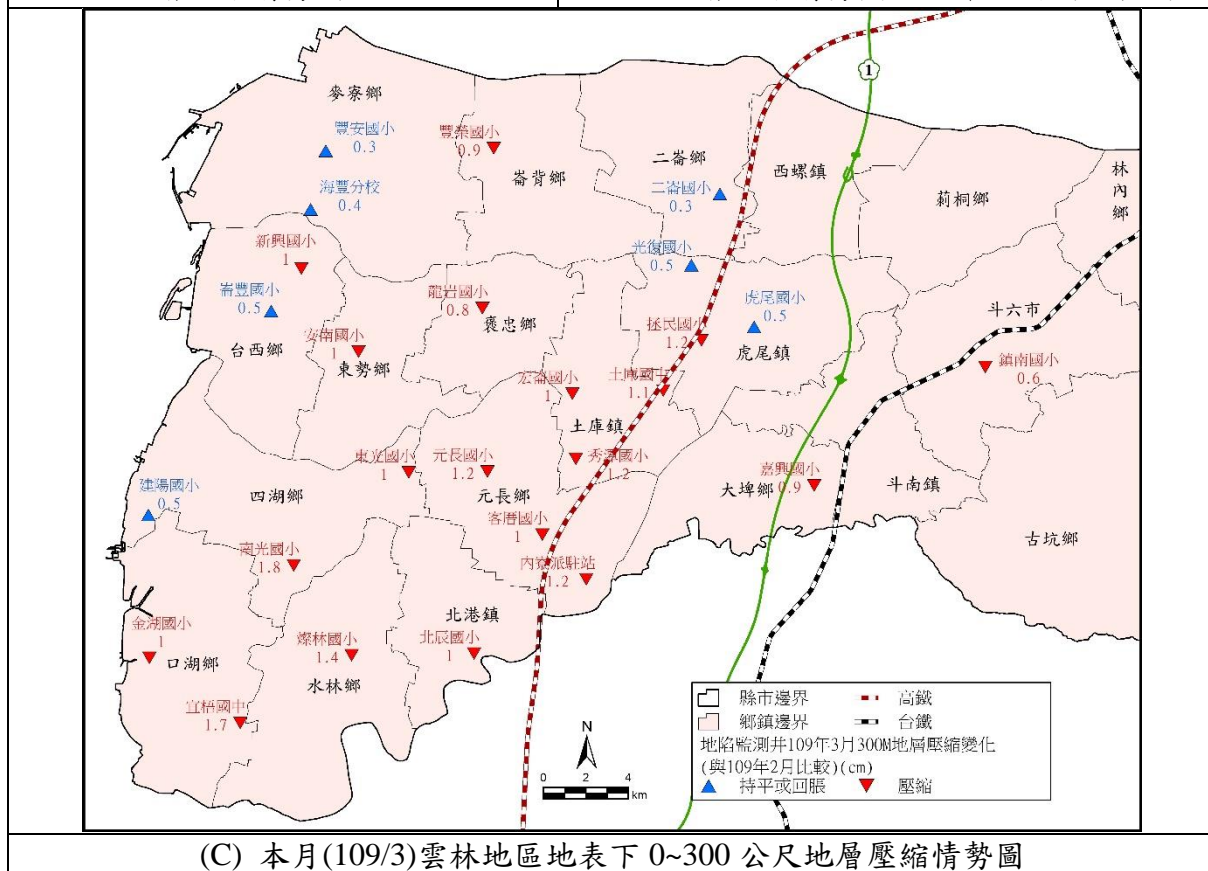 1
麥寮鄉
豐安國小
0.3
豐榮國小
0.9
崙背鄉
二崙鄉
二崙國小
0.3
西螺鎮
莿桐鄉
林內鄉
海豐分校
0.4
新興國小
1
光復國小
0.5
崙豐國小
0.5
台西鄉
龍岩國小
0.8
褒忠鄉
安南國小
1
東勢鄉
虎尾國小
0.5
拯民國小
1.2
虎尾鎮
斗六市
鎮南國小
0.6
宏崙國小
1
土庫國中
1.1
土庫鎮
秀潭國小
1.2
東光國小
1
元長國小
1.2
元長鄉
嘉興國小
0.9
大埤鄉
斗南鎮
古坑鄉
建陽國小
0.5
四湖鄉
客厝國小
1
南光國小
1.8
內寮派駐站
1.2
北港鎮
金湖國小
1
口湖鄉
燦林國小
1.4
水林鄉
北辰國小
1
宜梧國中
1.7
N
0 2 4
km
縣市邊界 高鐵
鄉鎮邊界 台鐵
地陷監測井109年3月300M地層壓縮變化
(與109年2月比較)(cm)
持平或回脹 壓縮
(C) 本月(109/3)雲林地區地表下 0~300 公尺地層壓縮情勢圖